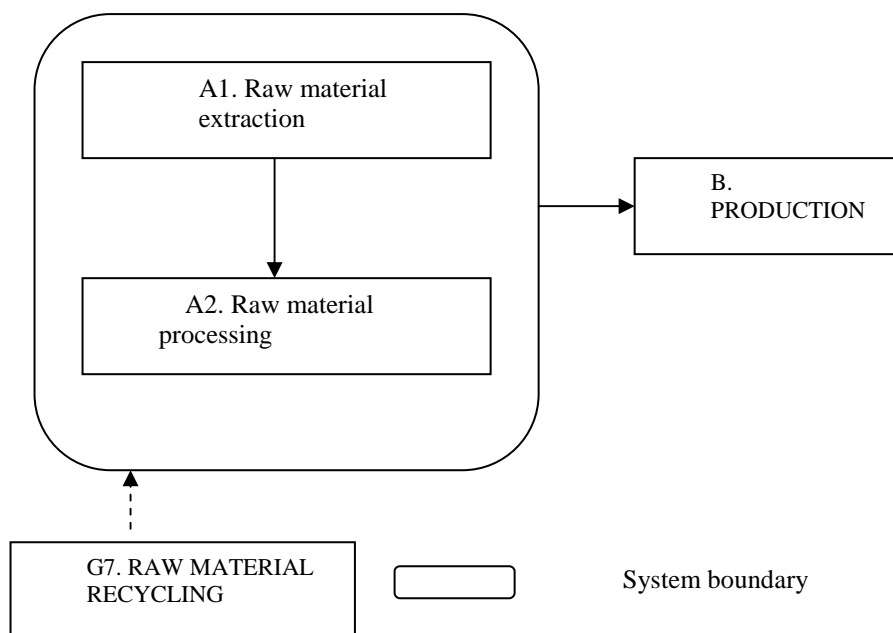 A1. Raw material
extraction
B.
PRODUCTION
A2. Raw material
processing
G7. RAW MATERIAL
RECYCLING
System boundary